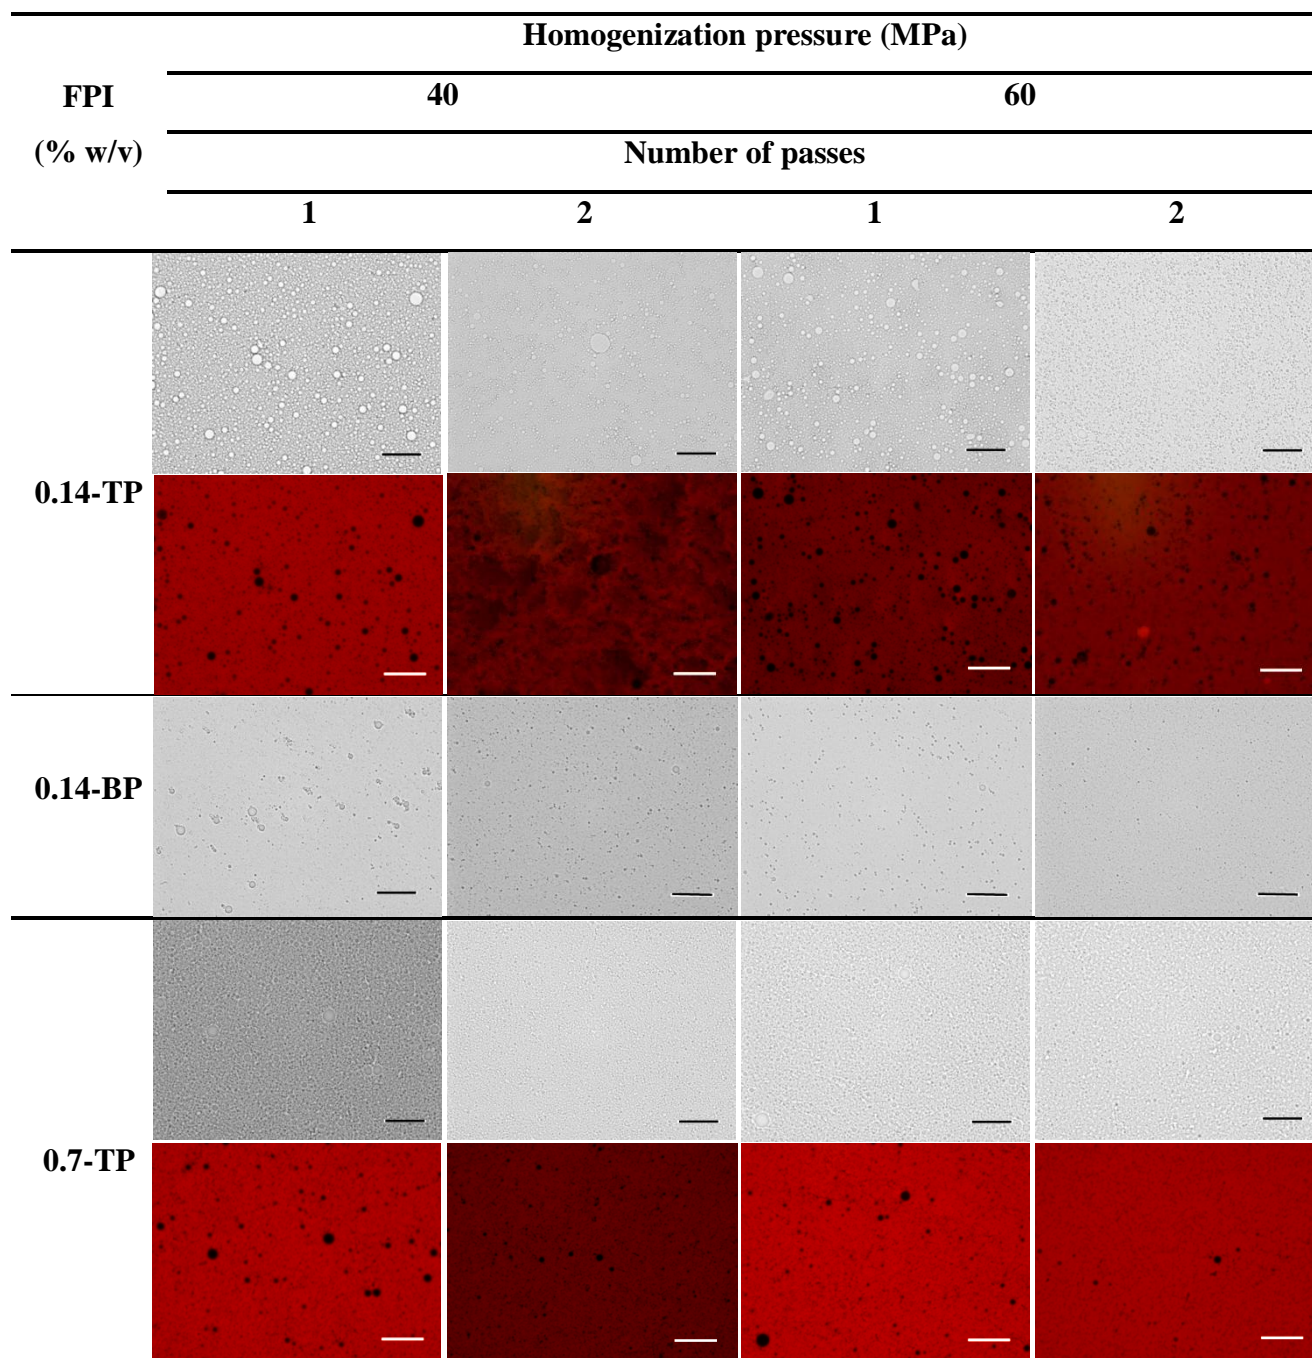 Homogenization pressure (MPa)
FPI
(% w/v)
40
60
Number of passes
1
2
1
2
0.14-TP
0.14-BP
0.7-TP